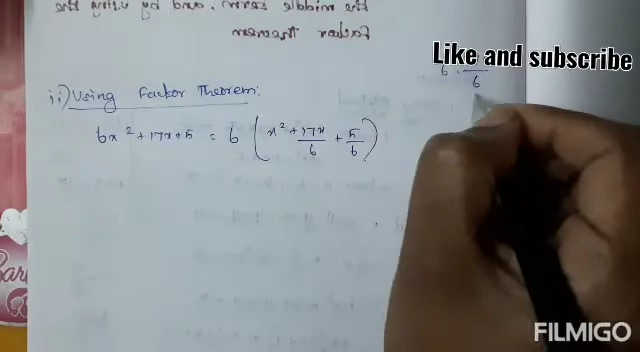 the middle term, and by using the
Factor Theorem
Like and subscribe
6 ·
6
ii) Using Factor Theorem:
6x² + 17x + 5 = 6 ( x² + 17x/6 + 5/6 )
Bar
FILMIGO